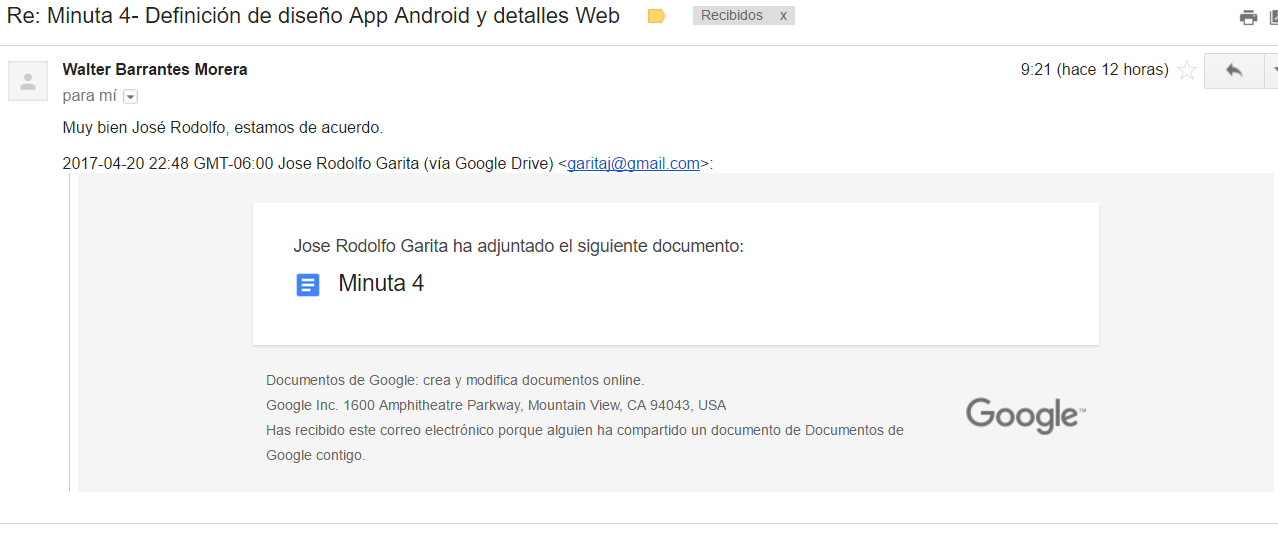 Re: Minuta 4- Definición de diseño App Android y detalles Web
Recibidos x
Walter Barrantes Morera
9:21 (hace 12 horas)
para mí
Muy bien José Rodolfo, estamos de acuerdo.
2017-04-20 22:48 GMT-06:00 Jose Rodolfo Garita (vía Google Drive) <garitaj@gmail.com>:
Jose Rodolfo Garita ha adjuntado el siguiente documento:
Minuta 4
Documentos de Google: crea y modifica documentos online.
Google Inc. 1600 Amphitheatre Parkway, Mountain View, CA 94043, USA
Has recibido este correo electrónico porque alguien ha compartido un documento de Documentos de
Google contigo.
Google™